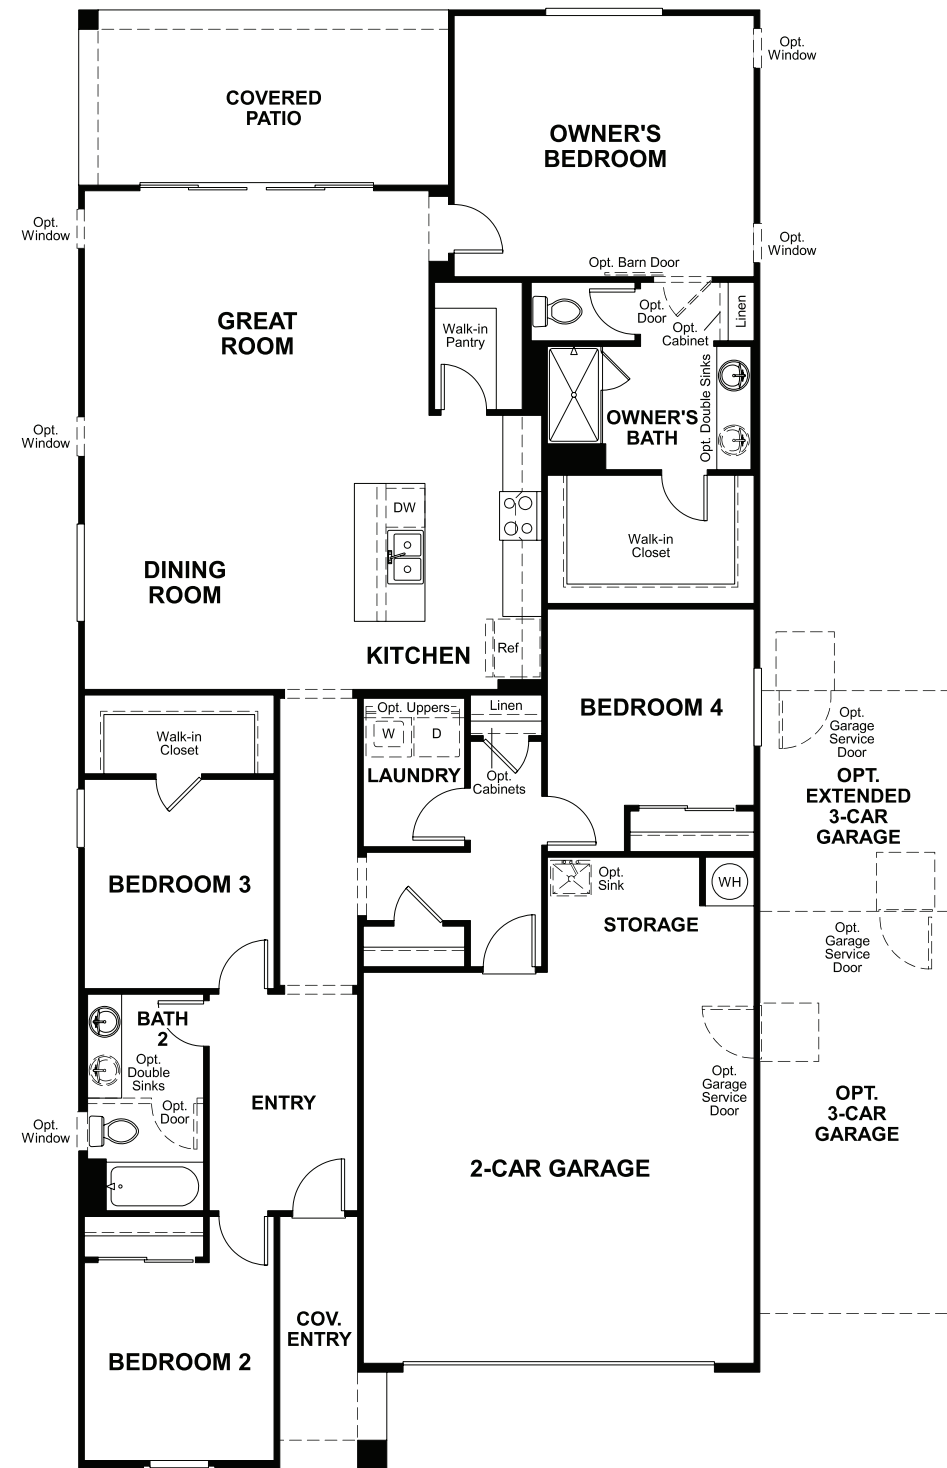 COVERED
PATIO
OWNER'S
BEDROOM
Opt.
Window
Opt.
Window
Opt.
Window
Opt. Barn Door
GREAT
ROOM
Walk-in
Pantry
Opt.
Door
Opt.
Cabinet
Linen
Opt. Double Sinks
OWNER'S
BATH
Opt.
Window
DW
Walk-in
Closet
DINING
ROOM
KITCHEN
Ref
BEDROOM 4
Opt. Uppers
W
D
LAUNDRY
Linen
Opt.
Cabinets
Walk-in
Closet
Opt.
Garage
Service
Door
OPT.
EXTENDED
3-CAR
GARAGE
BEDROOM 3
Opt.
Sink
WH
STORAGE
Opt.
Garage
Service
Door
BATH
2
Opt.
Double
Sinks
Opt.
Door
Opt.
Window
ENTRY
Opt.
Garage
Service
Door
OPT.
3-CAR
GARAGE
2-CAR GARAGE
COV.
ENTRY
BEDROOM 2